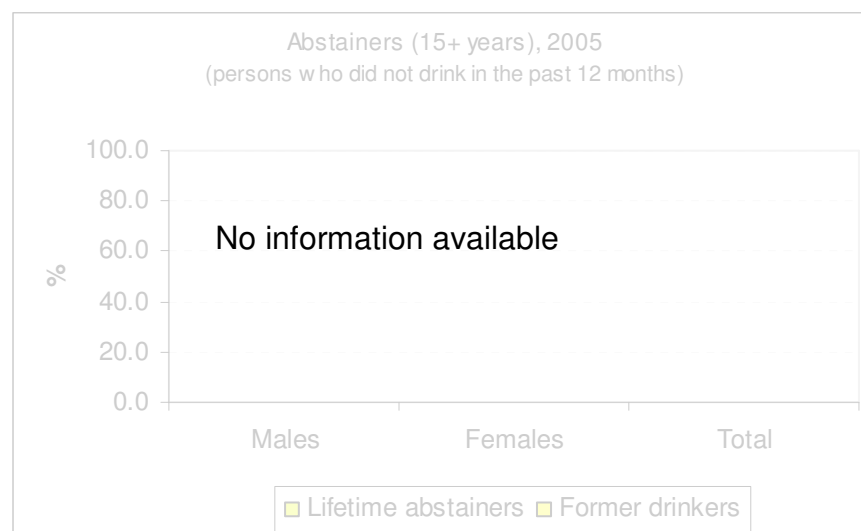 Abstainers (15+ years), 2005
(persons who did not drink in the past 12 months)
100.0
80.0
No information available
60.0
%
40.0
20.0
0.0
Males Females Total
Lifetime abstainers Former drinkers